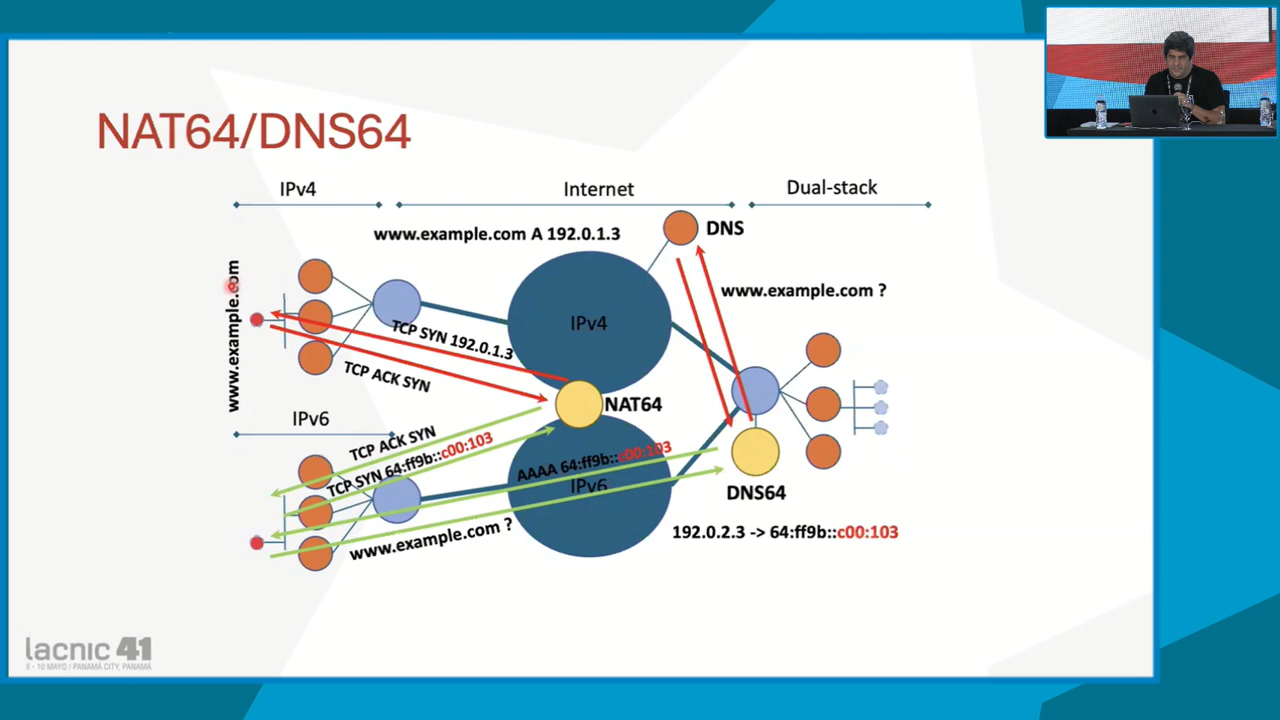 NAT64/DNS64
IPv4
Internet
Dual-stack
www.example.com A 192.0.1.3
DNS
www.example.com
www.example.com ?
IPv4
TCP SYN 192.0.1.3
TCP ACK SYN
NAT64
IPv6
TCP ACK SYN
TCP SYN 64:ff9b::c00:103
AAAA 64:ff9b::c00:103
IPv6
DNS64
www.example.com ?
192.0.2.3 -> 64:ff9b::c00:103
lacnic 41
6 - 10 MAYO / PANAMÁ CITY, PANAMÁ